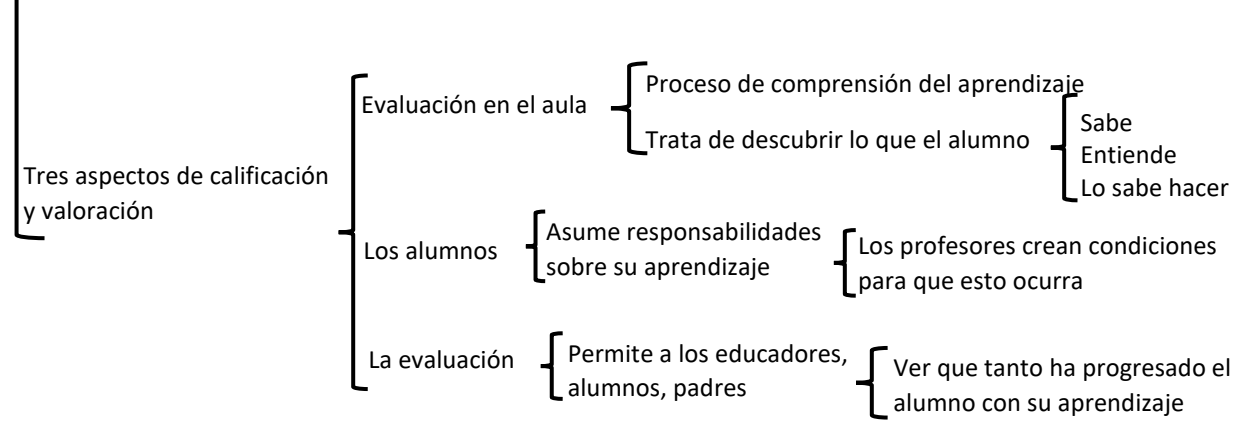 Tres aspectos de calificación
y valoración
Evaluación en el aula
Proceso de comprensión del aprendizaje
Trata de descubrir lo que el alumno
Sabe
Entiende
Lo sabe hacer
Los alumnos
Asume responsabilidades
sobre su aprendizaje
Los profesores crean condiciones
para que esto ocurra
La evaluación
Permite a los educadores,
alumnos, padres
Ver que tanto ha progresado el
alumno con su aprendizaje